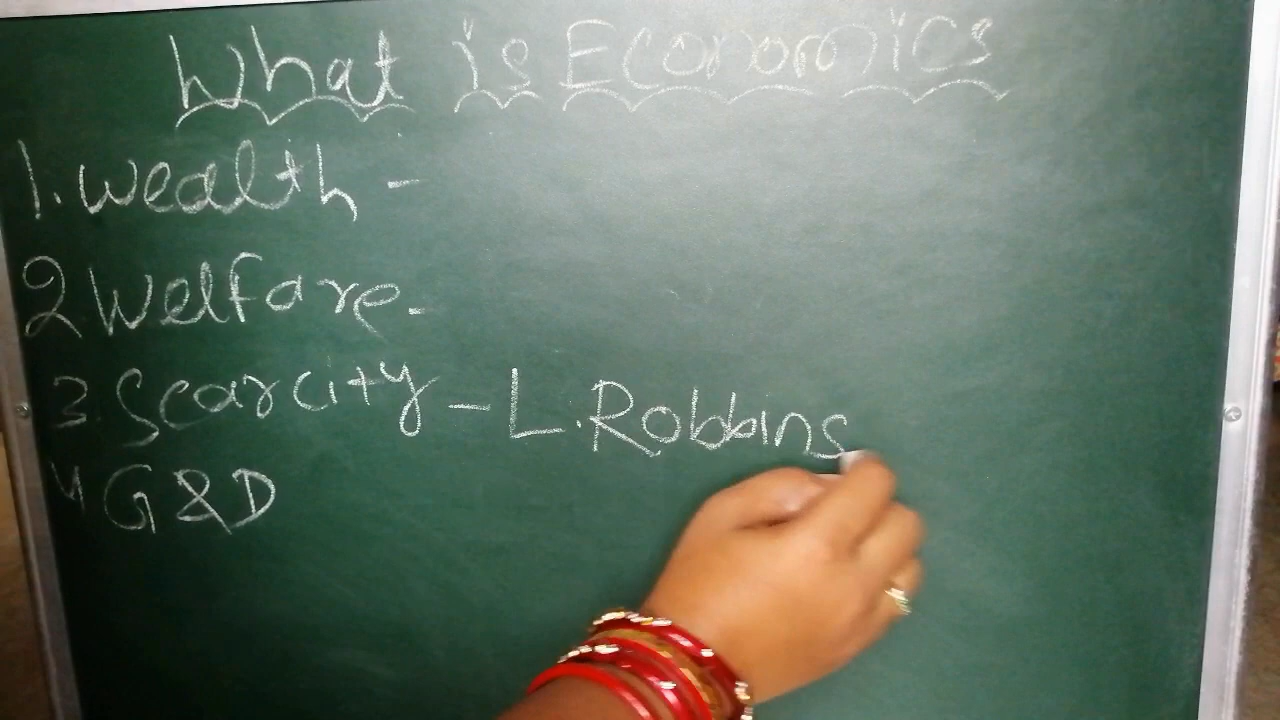 What is Economics
1. Wealth -
2 Welfare -
3 Scarcity - L. Robbins
4 G & D